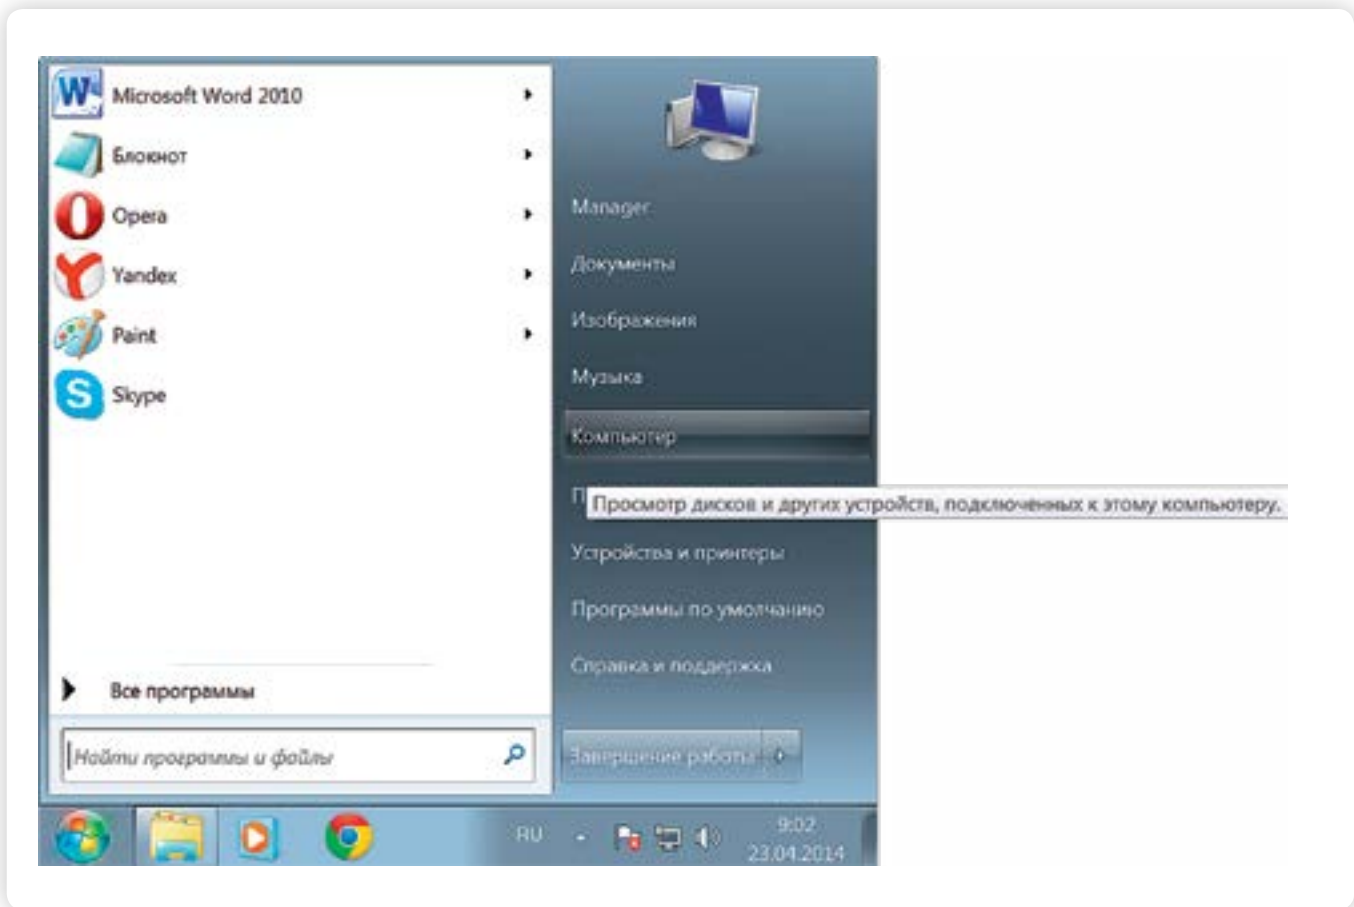 Microsoft Word 2010
Блокнот
Opera
Yandex
Paint
Skype
Все программы
Найти программы и файлы
Manager
Документы
Изображения
Музыка
Компьютер
П
Просмотр дисков и других устройств, подключенных к этому компьютеру.
Устройства и принтеры
Программы по умолчанию
Справка и поддержка
Завершение работы
RU
9:02
23.04.2014